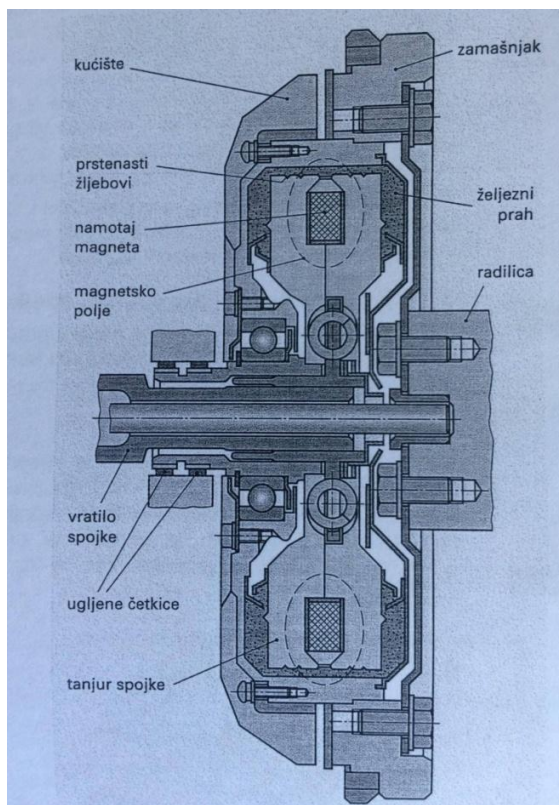 kućište
zamašnjak
prstenasti
žljebovi
željezni
prah
namotaj
magneta
radilica
magnetsko
polje
vratilo
spojke
ugljene četkice
tanjur spojke